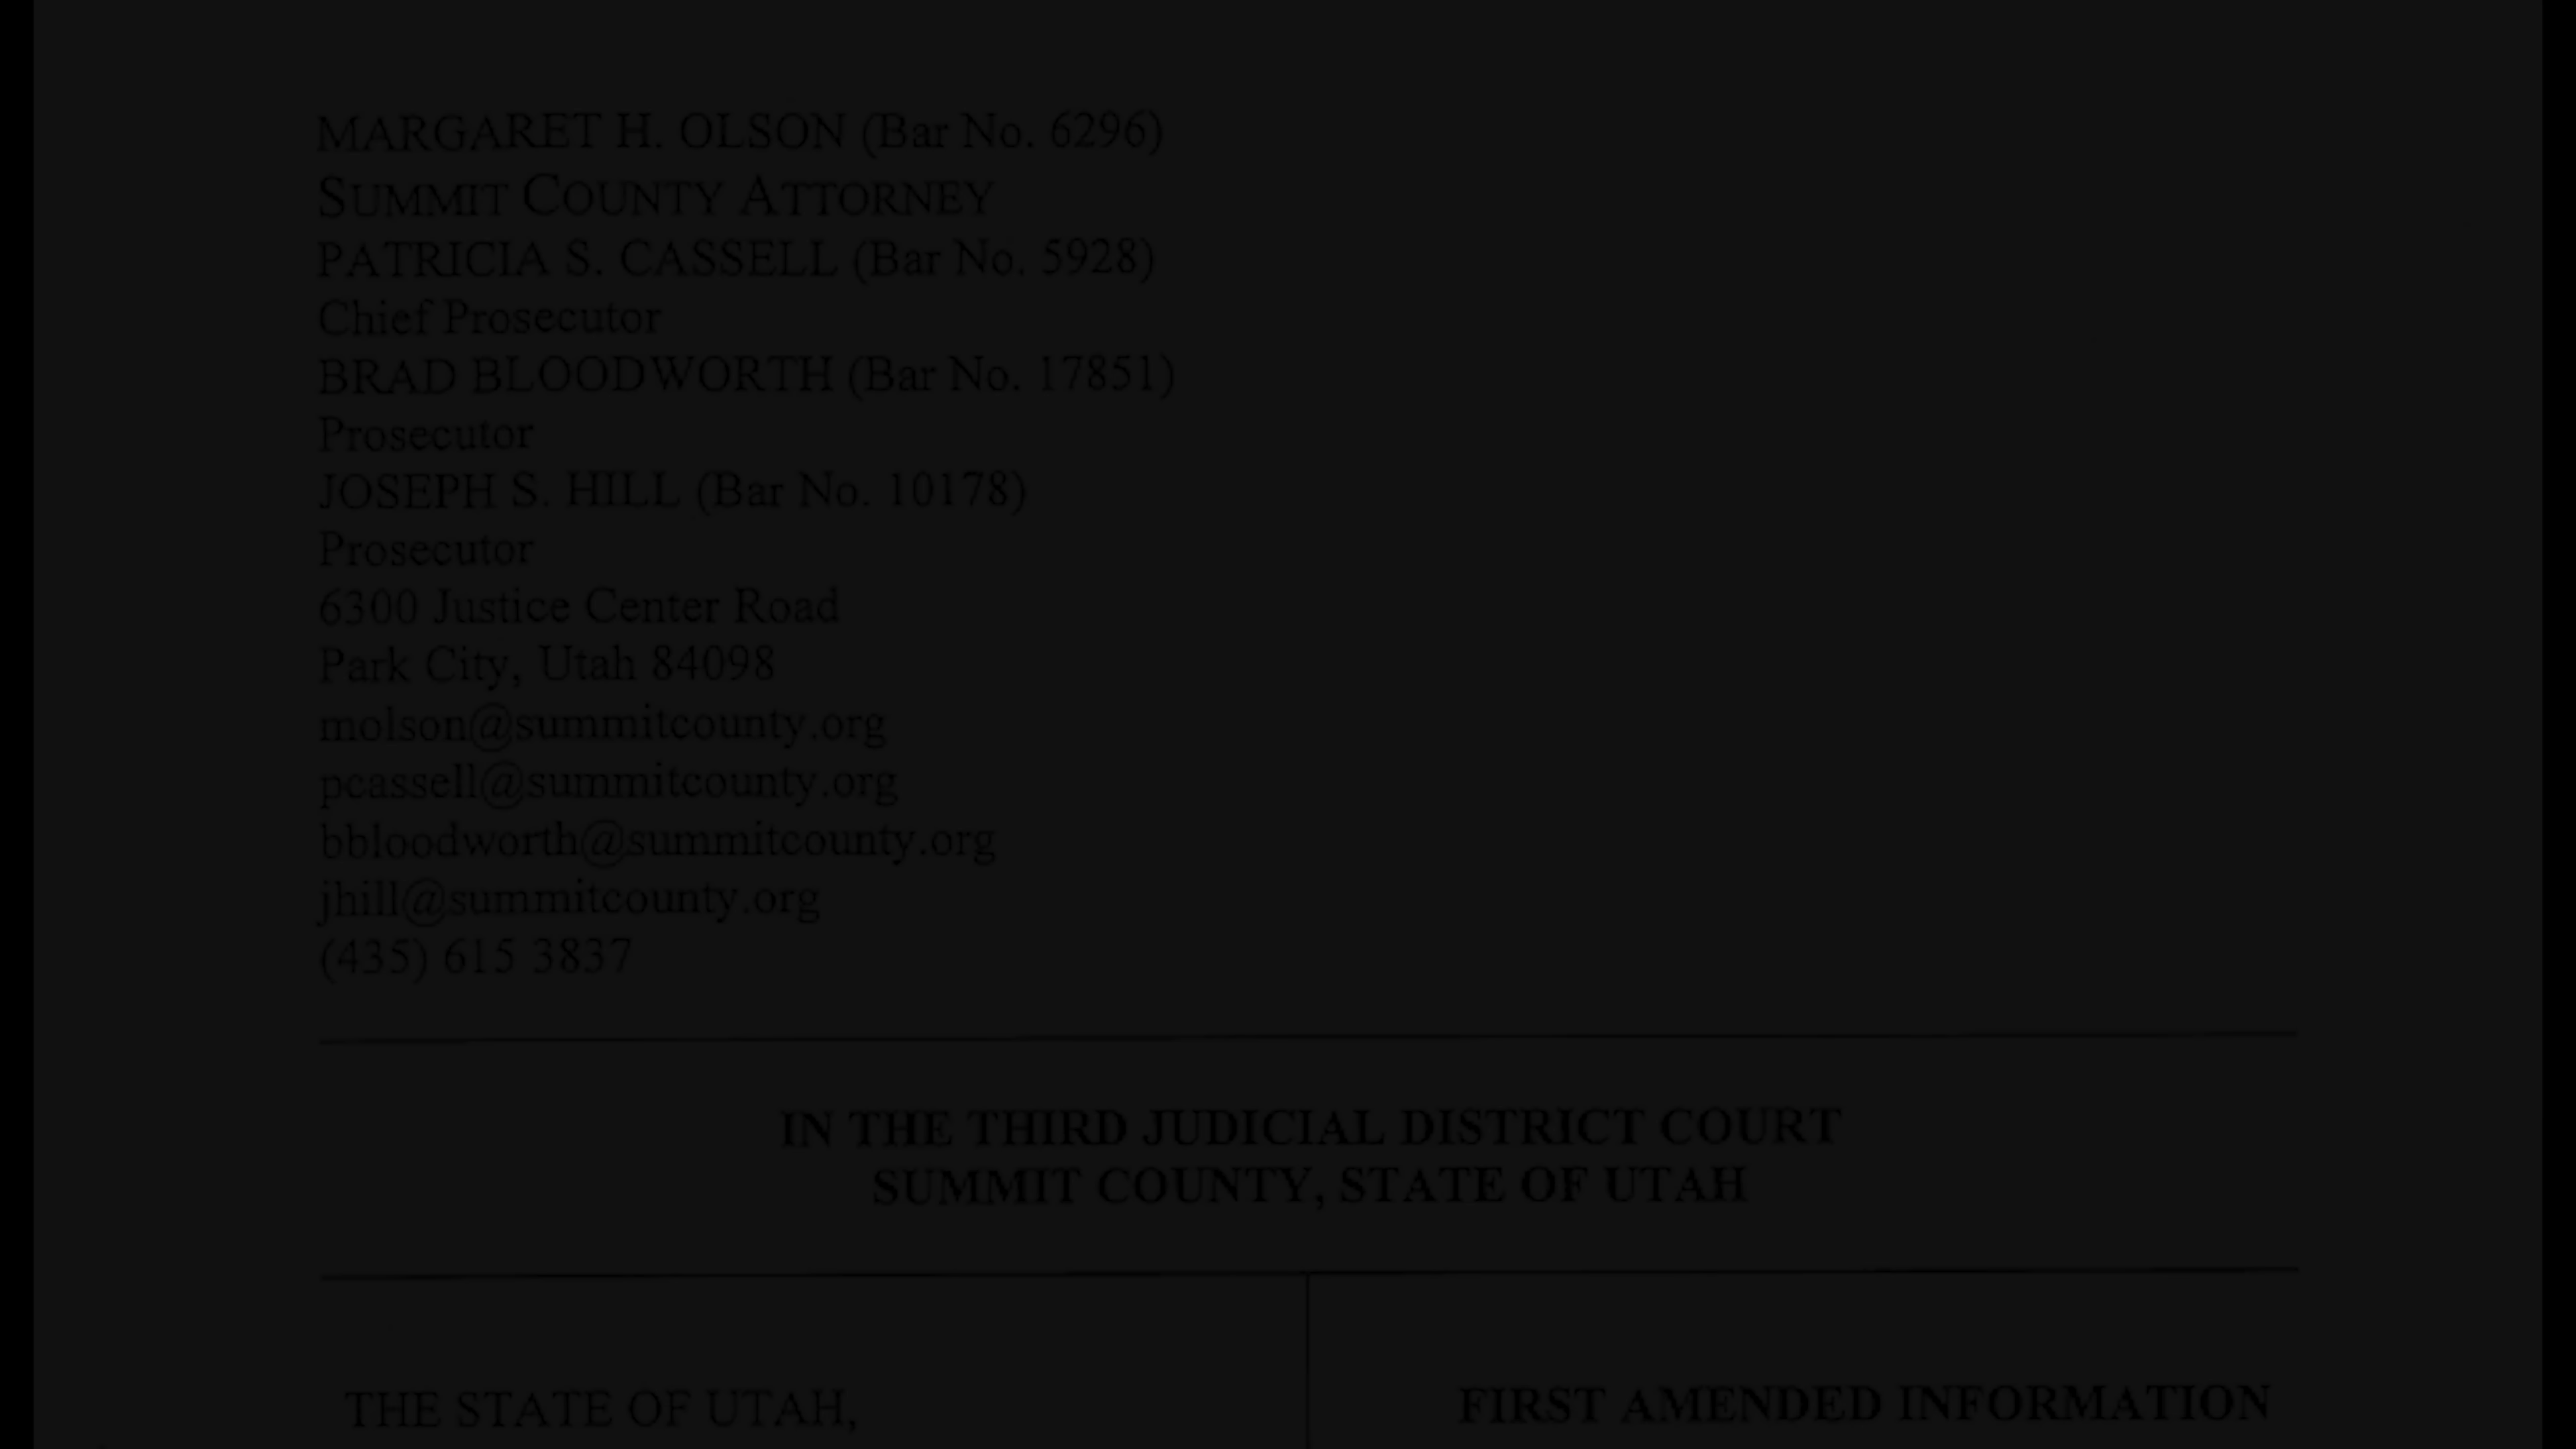 MARGARET H. OLSON (Bar No. 6296)
SUMMIT COUNTY ATTORNEY
PATRICIA S. CASSELL (Bar No. 5928)
Chief Prosecutor
BRAD BLOODWORTH (Bar No. 17851)
Prosecutor
JOSEPH S. HILL (Bar No. 10178)
Prosecutor
6300 Justice Center Road
Park City, Utah 84098
molson@summitcounty.org
pcassell@summitcounty.org
bbloodworth@summitcounty.org
jhill@summitcounty.org
(435) 615 3837
IN THE THIRD JUDICIAL DISTRICT COURT
SUMMIT COUNTY, STATE OF UTAH
THE STATE OF UTAH,
FIRST AMENDED INFORMATION